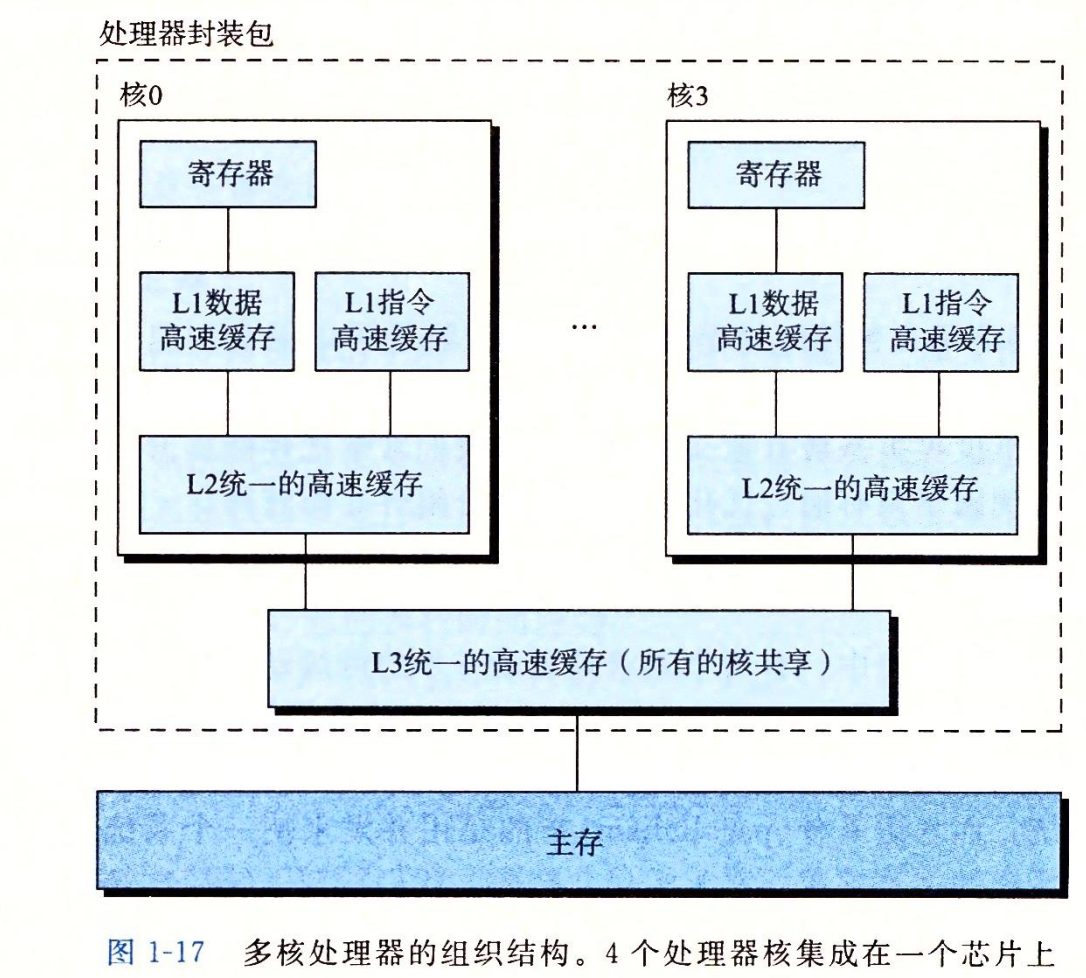 处理器封装包
核0
核3
寄存器
寄存器
L1数据
高速缓存
L1指令
高速缓存
...
L1数据
高速缓存
L1指令
高速缓存
L2统一的高速缓存
L2统一的高速缓存
L3统一的高速缓存（所有的核共享）
主存
图 1-17 多核处理器的组织结构。4 个处理器核集成在一个芯片上